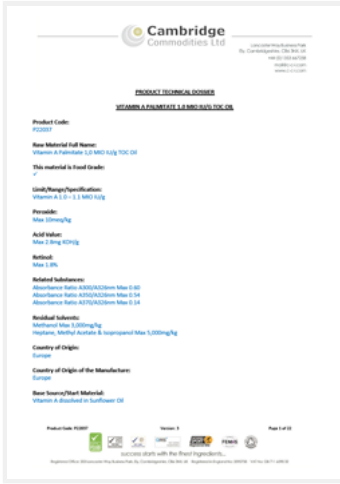 Cambridge
Commodities Ltd
PRODUCT TECHNICAL DOSSIER
VITAMIN A PALMITATE 1.0 MIO IU/G TOC OIL
Product Code:
P22037
Raw Material Full Name:
Vitamin A Palmitate 1,0 MIO IU/g TOC Oil
This material is Food Grade:
✓
Limit/Range/Specification:
Vitamin A 1.0 – 1.1 MIO IU/g
Peroxide:
Max 10meq/kg
Acid Value:
Max 2.8mg KOH/g
Retinol:
Max 1.8%
Related Substances:
Absorbance Ratio A300/A326nm Max 0.60
Absorbance Ratio A350/A326nm Max 0.54
Absorbance Ratio A370/A326nm Max 0.14
Residual Solvents:
Methanol Max 3,000mg/kg
Heptane, Methyl Acetate & Isopropanol Max 5,000mg/kg
Country of Origin:
Europe
Country of Origin of the Manufacture:
Europe
Base Source/Start Material:
Vitamin A dissolved in Sunflower Oil
Product Code: P22037 Version: 3 Page 1 of 12
success starts with the finest ingredients...